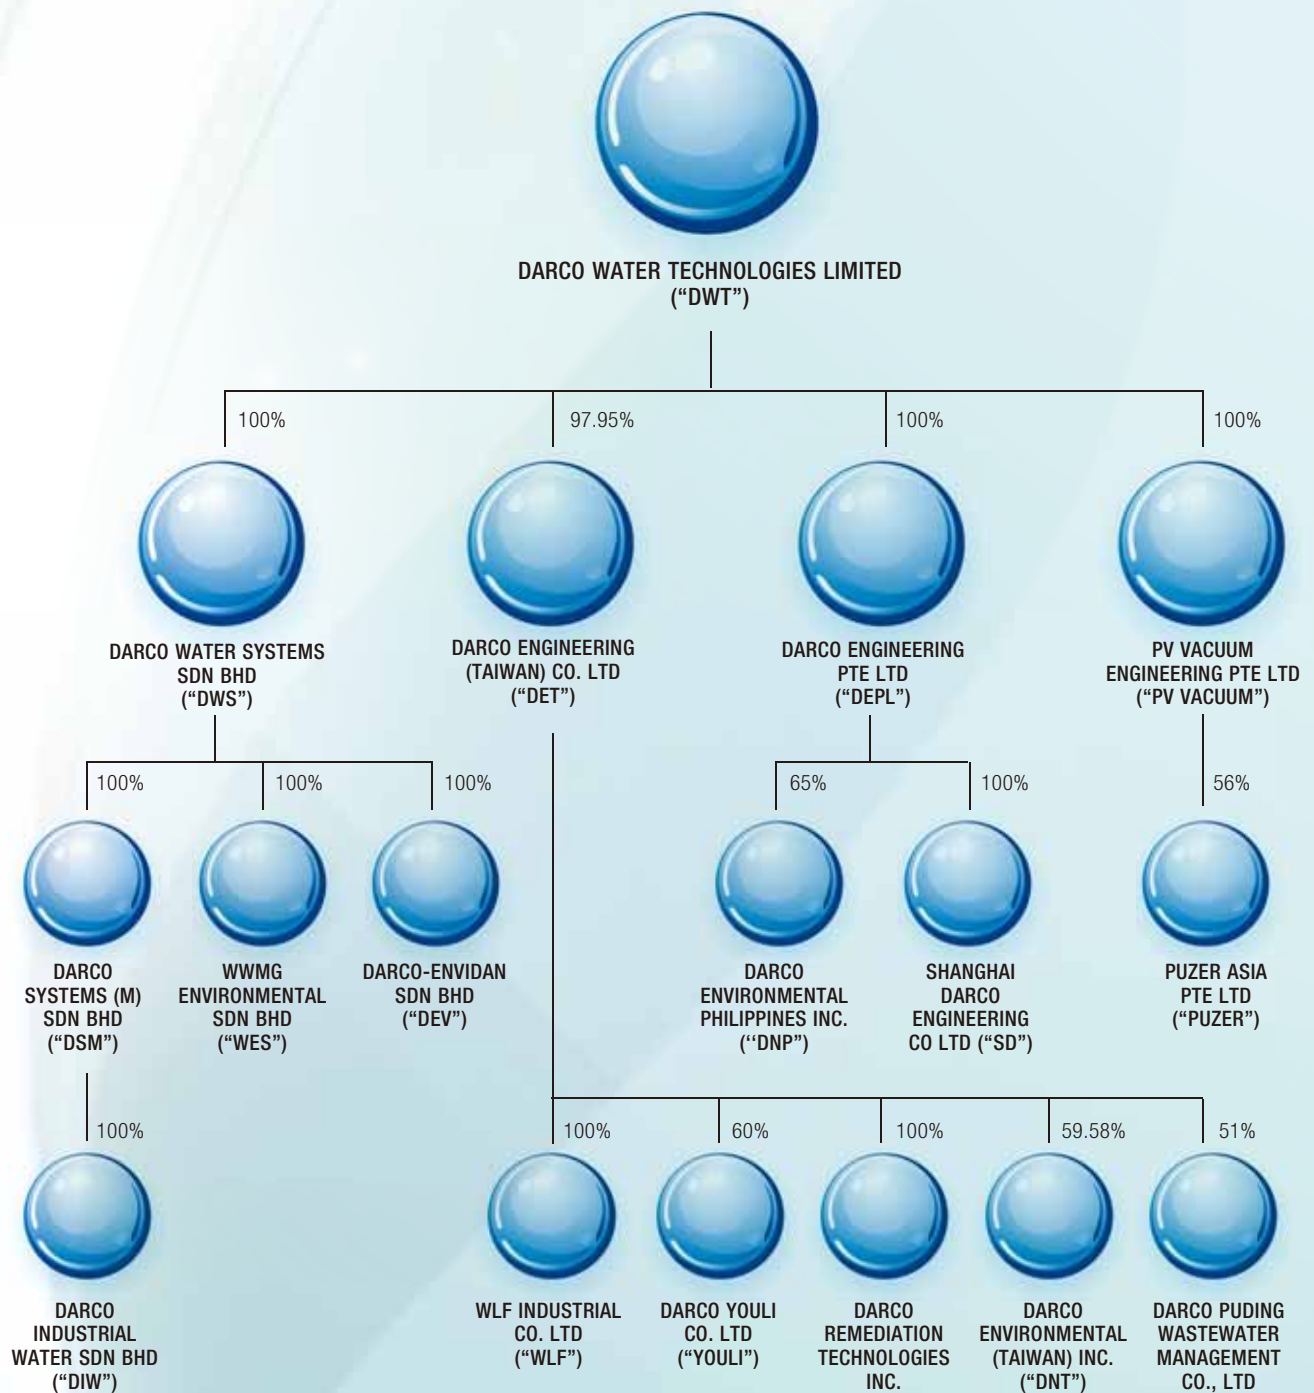 DARCO WATER TECHNOLOGIES LIMITED
(“DWT”)
100%
97.95%
100%
100%
DARCO WATER SYSTEMS
SDN BHD
(“DWS”)
DARCO ENGINEERING
(TAIWAN) CO. LTD
(“DET”)
DARCO ENGINEERING
PTE LTD
(“DEPL”)
PV VACUUM
ENGINEERING PTE LTD
(“PV VACUUM”)
100%
100%
100%
65%
100%
56%
DARCO
SYSTEMS (M)
SDN BHD
(“DSM”)
WWMG
ENVIRONMENTAL
SDN BHD
(“WES”)
DARCO-ENVIDAN
SDN BHD
(“DEV”)
DARCO
ENVIRONMENTAL
PHILIPPINES INC.
(‘‘DNP”)
SHANGHAI
DARCO
ENGINEERING
CO LTD (“SD”)
PUZER ASIA
PTE LTD
(“PUZER”)
100%
100%
60%
100%
59.58%
51%
DARCO
INDUSTRIAL
WATER SDN BHD
(“DIW”)
WLF INDUSTRIAL
CO. LTD
(“WLF”)
DARCO YOULI
CO. LTD
(“YOULI”)
DARCO
REMEDIATION
TECHNOLOGIES
INC.
DARCO
ENVIRONMENTAL
(TAIWAN) INC.
(“DNT”)
DARCO PUDING
WASTEWATER
MANAGEMENT
CO., LTD